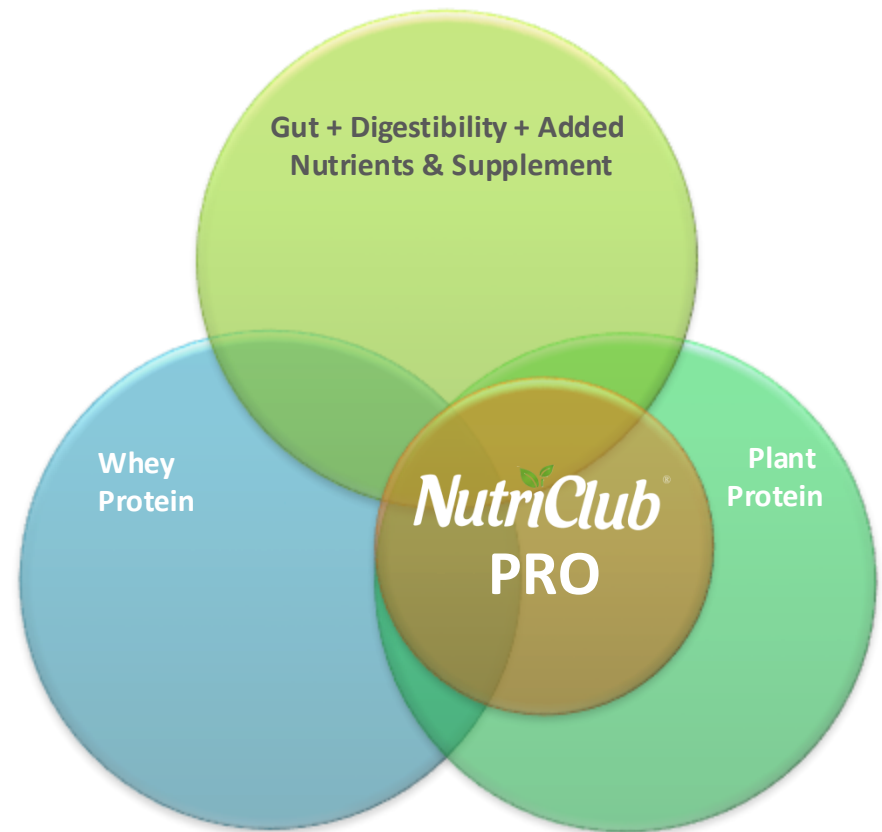 Gut + Digestibility + Added
Nutrients & Supplement
Whey
Protein
Plant
Protein
NutriClub®
PRO